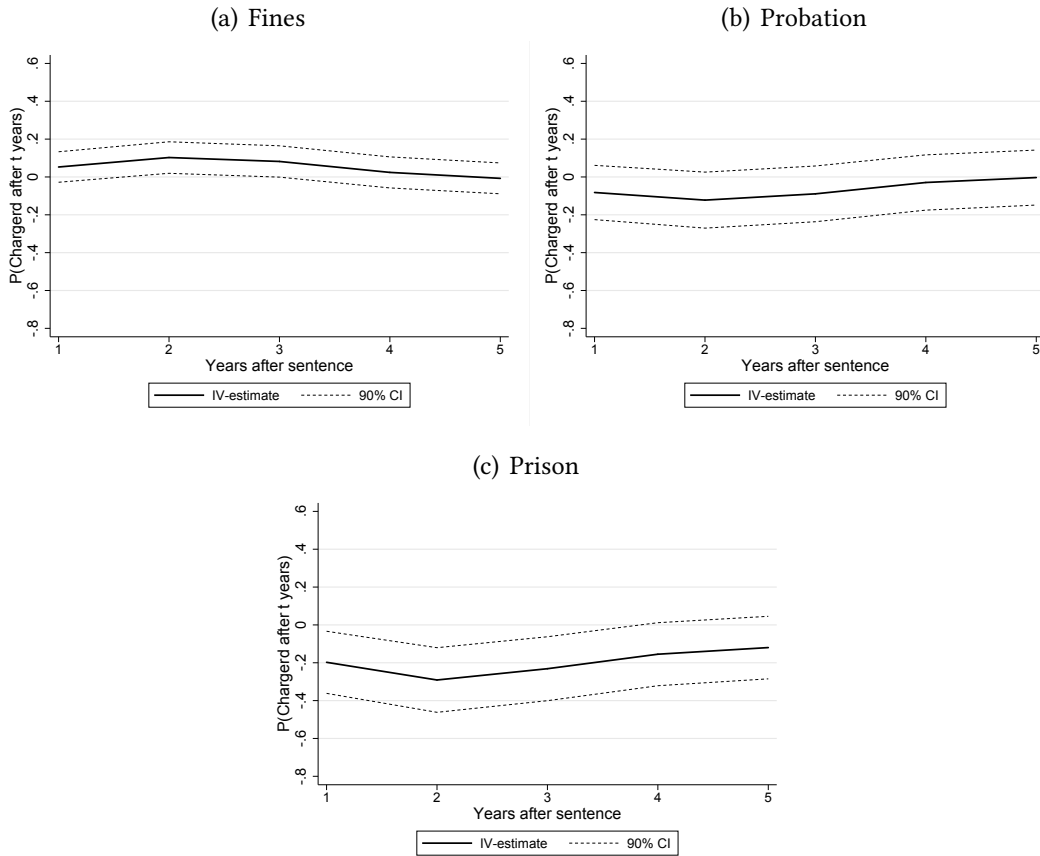 (a) Fines
P(Chargerd after t years)
.6
.4
.2
0
-.2
-.4
-.6
-.8
1 2 3 4 5
Years after sentence
IV-estimate 90% CI
(b) Probation
P(Chargerd after t years)
.6
.4
.2
0
-.2
-.4
-.6
-.8
1 2 3 4 5
Years after sentence
IV-estimate 90% CI
(c) Prison
P(Chargerd after t years)
.6
.4
.2
0
-.2
-.4
-.6
-.8
1 2 3 4 5
Years after sentence
IV-estimate 90% CI